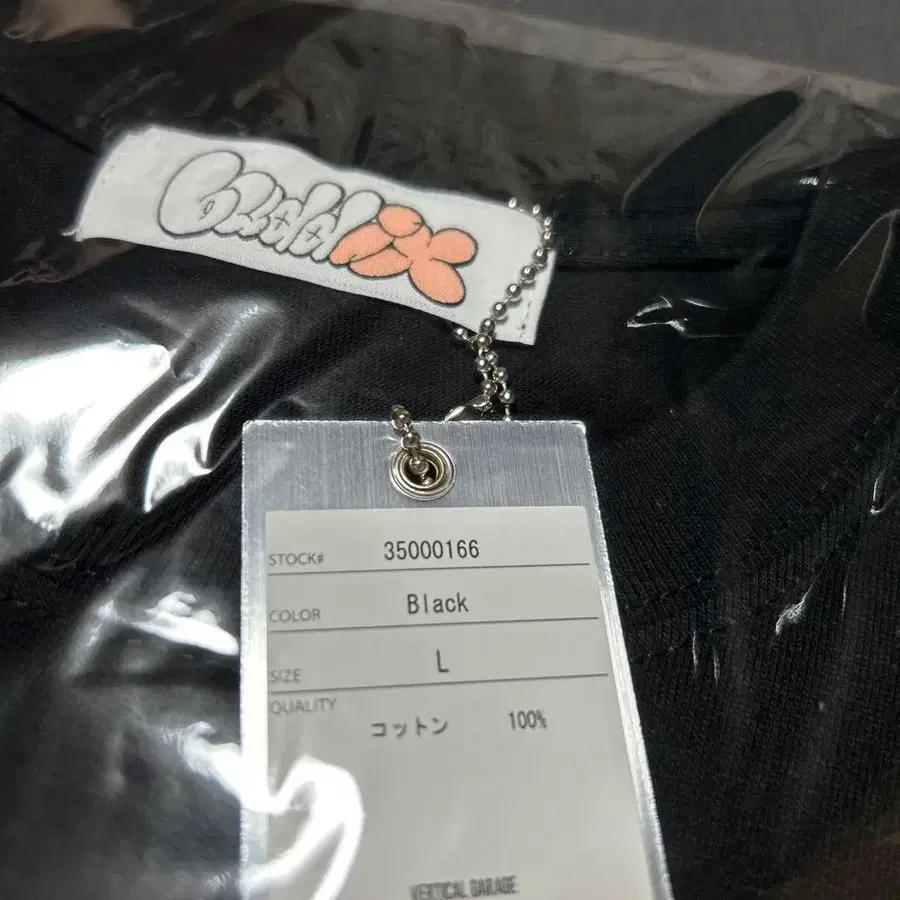 STOCK# 35000166
COLOR Black
SIZE L
QUALITY
コットン 100%
VERTICAL GARAGE